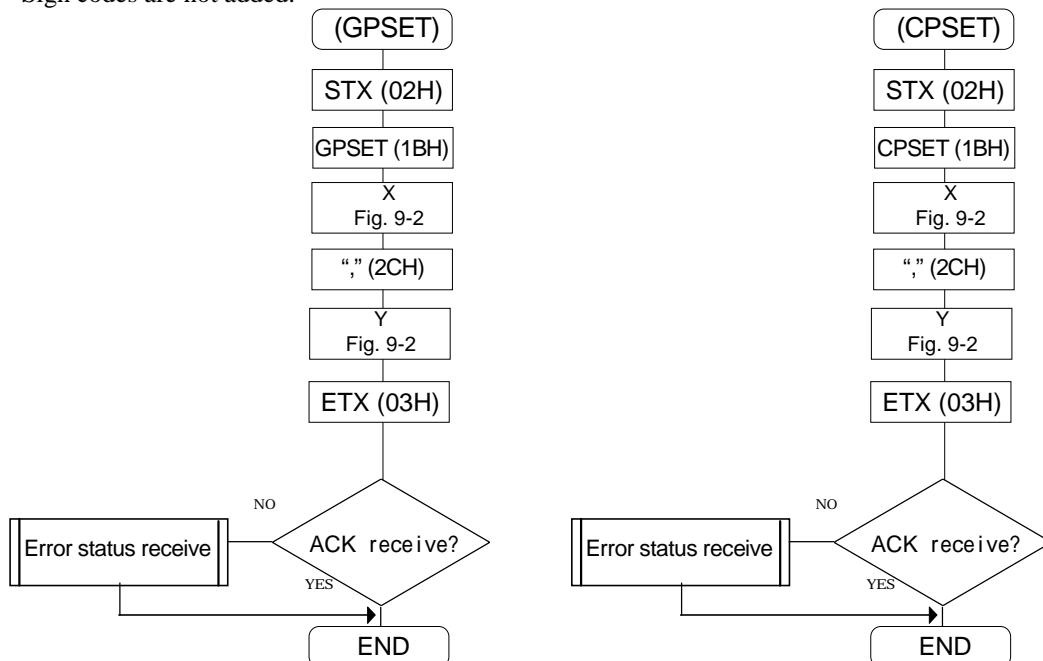 Sign codes are not added.
(GPSET)
STX (02H)
GPSET (1BH)
X
Fig. 9-2
“,” (2CH)
Y
Fig. 9-2
ETX (03H)
NO
Error status receive
ACK receive?
YES
END
(CPSET)
STX (02H)
CPSET (1BH)
X
Fig. 9-2
“,” (2CH)
Y
Fig. 9-2
ETX (03H)
NO
Error status receive
ACK receive?
YES
END